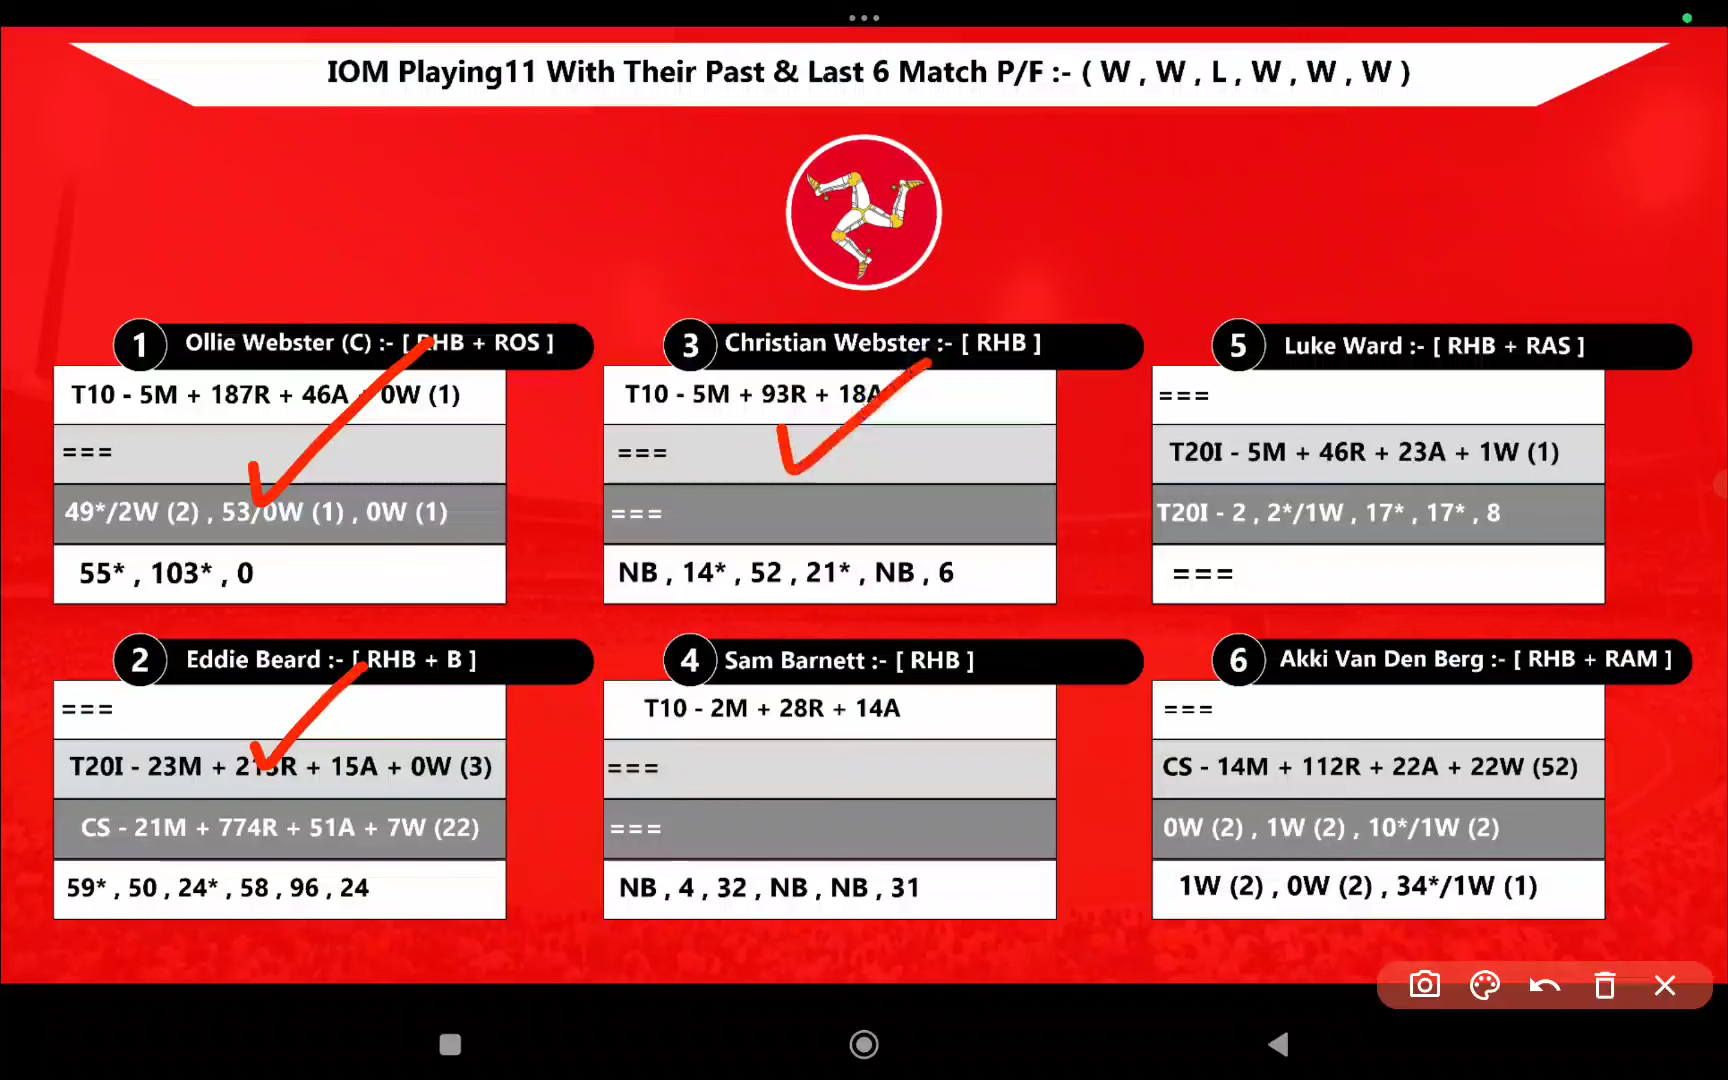 IOM Playing11 With Their Past & Last 6 Match P/F :- ( W , W , L , W , W , W )
1 Ollie Webster (C) :- [ RHB + ROS ]
T10 - 5M + 187R + 46A + 0W (1)
===
49*/2W (2) , 53/0W (1) , 0W (1)
55* , 103* , 0
2 Eddie Beard :- [ RHB + B ]
===
T20I - 23M + R + 15A + 0W (3)
CS - 21M + 774R + 51A + 7W (22)
59* , 50 , 24* , 58 , 96 , 24
3 Christian Webster :- [ RHB ]
T10 - 5M + 93R + 18A
===
===
NB , 14* , 52 , 21* , NB , 6
4 Sam Barnett :- [ RHB ]
T10 - 2M + 28R + 14A
===
===
NB , 4 , 32 , NB , NB , 31
5 Luke Ward :- [ RHB + RAS ]
===
T20I - 5M + 46R + 23A + 1W (1)
T20I - 2 , 2*/1W , 17* , 17* , 8
===
6 Akki Van Den Berg :- [ RHB + RAM ]
===
CS - 14M + 112R + 22A + 22W (52)
0W (2) , 1W (2) , 10*/1W (2)
1W (2) , 0W (2) , 34*/1W (1)